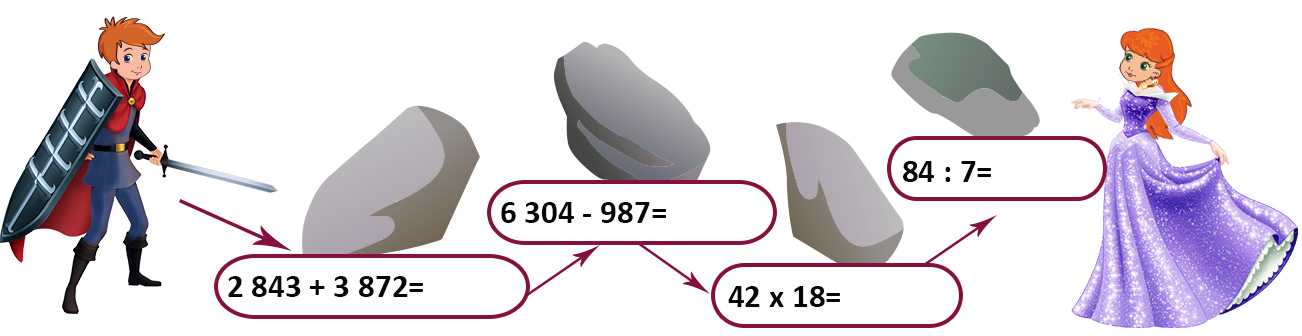 2 843 + 3 872=
6 304 - 987=
42 x 18=
84 : 7=